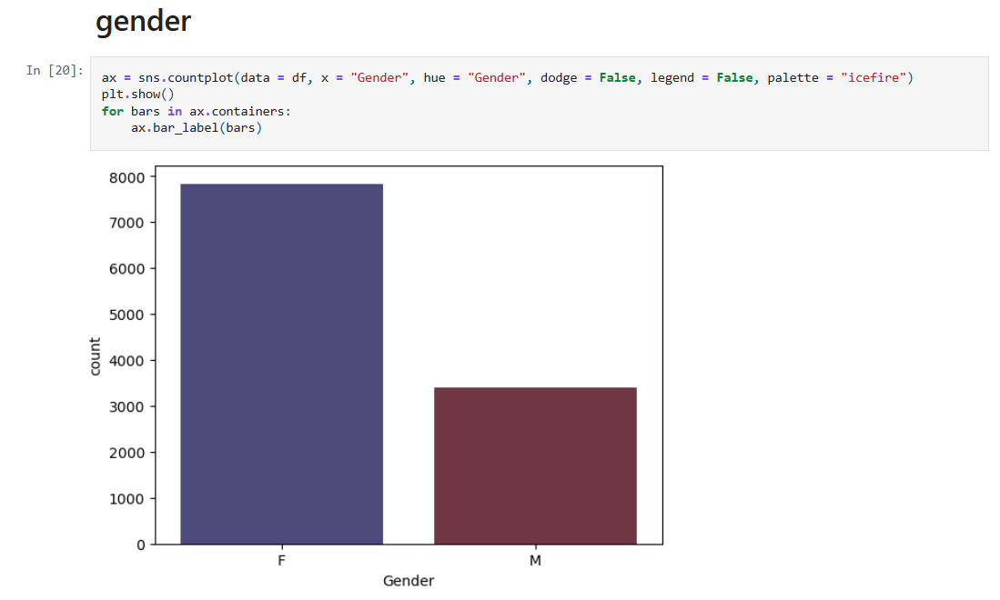 gender
In [20]:
ax = sns.countplot(data = df, x = "Gender", hue = "Gender", dodge = False, legend = False, palette = "icefire")
plt.show()
for bars in ax.containers:
    ax.bar_label(bars)
8000
7000
6000
5000
4000
3000
2000
1000
0
count
F
M
Gender